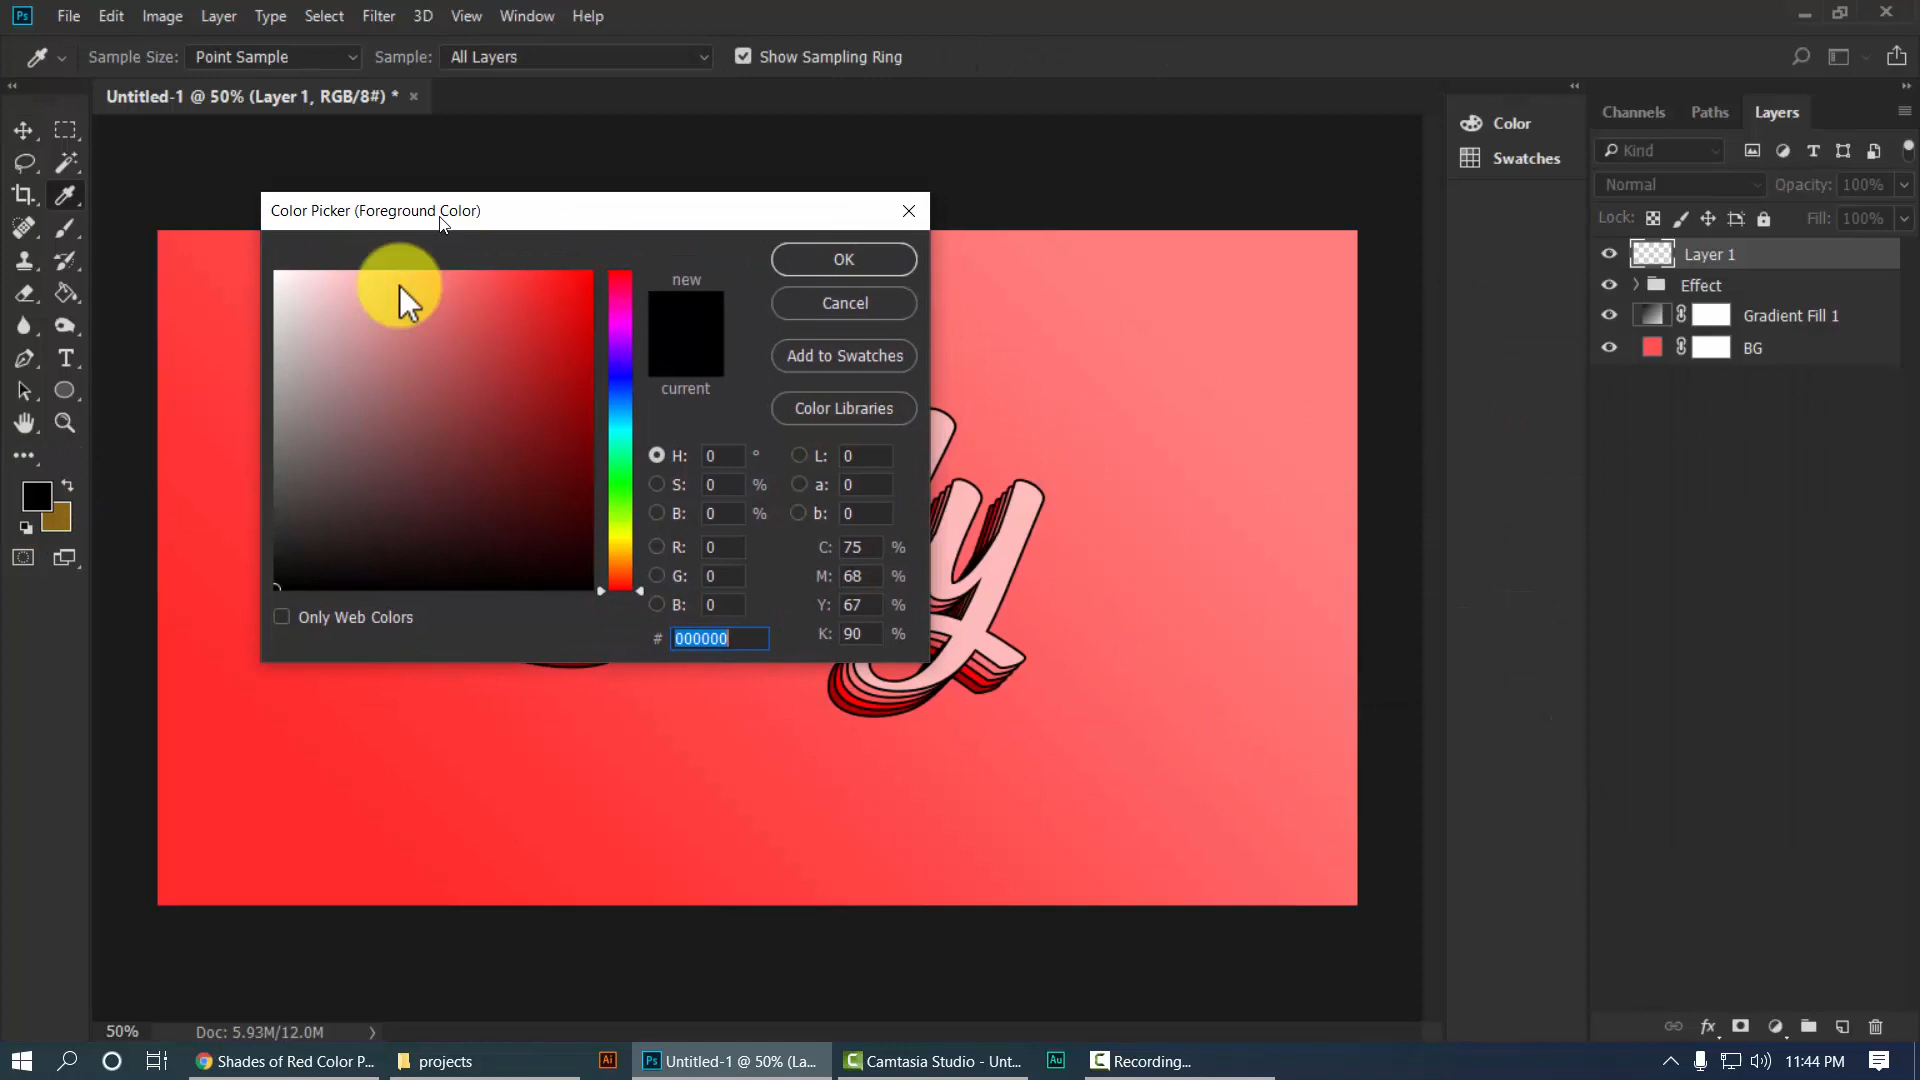 Ps File Edit Image Layer Type Select Filter 3D View Window Help
Sample Size: Point Sample Sample: All Layers Show Sampling Ring
Untitled-1 @ 50% (Layer 1, RGB/8#) * ×
Color
Swatches
Channels Paths Layers
Kind
Normal Opacity: 100%
Lock: Fill: 100%
Layer 1
Effect
Gradient Fill 1
BG
Color Picker (Foreground Color)
new
current
OK
Cancel
Add to Swatches
Color Libraries
H: 0 ° L: 0
S: 0 % a: 0
B: 0 % b: 0
R: 0 C: 75 %
G: 0 M: 68 %
B: 0 Y: 67 %
# 000000 K: 90 %
Only Web Colors
y
50% Doc: 5.93M/12.0M
fx
Shades of Red Color P... projects Ai Ps Untitled-1 @ 50% (La... Camtasia Studio - Unt... Au Recording... 11:44 PM